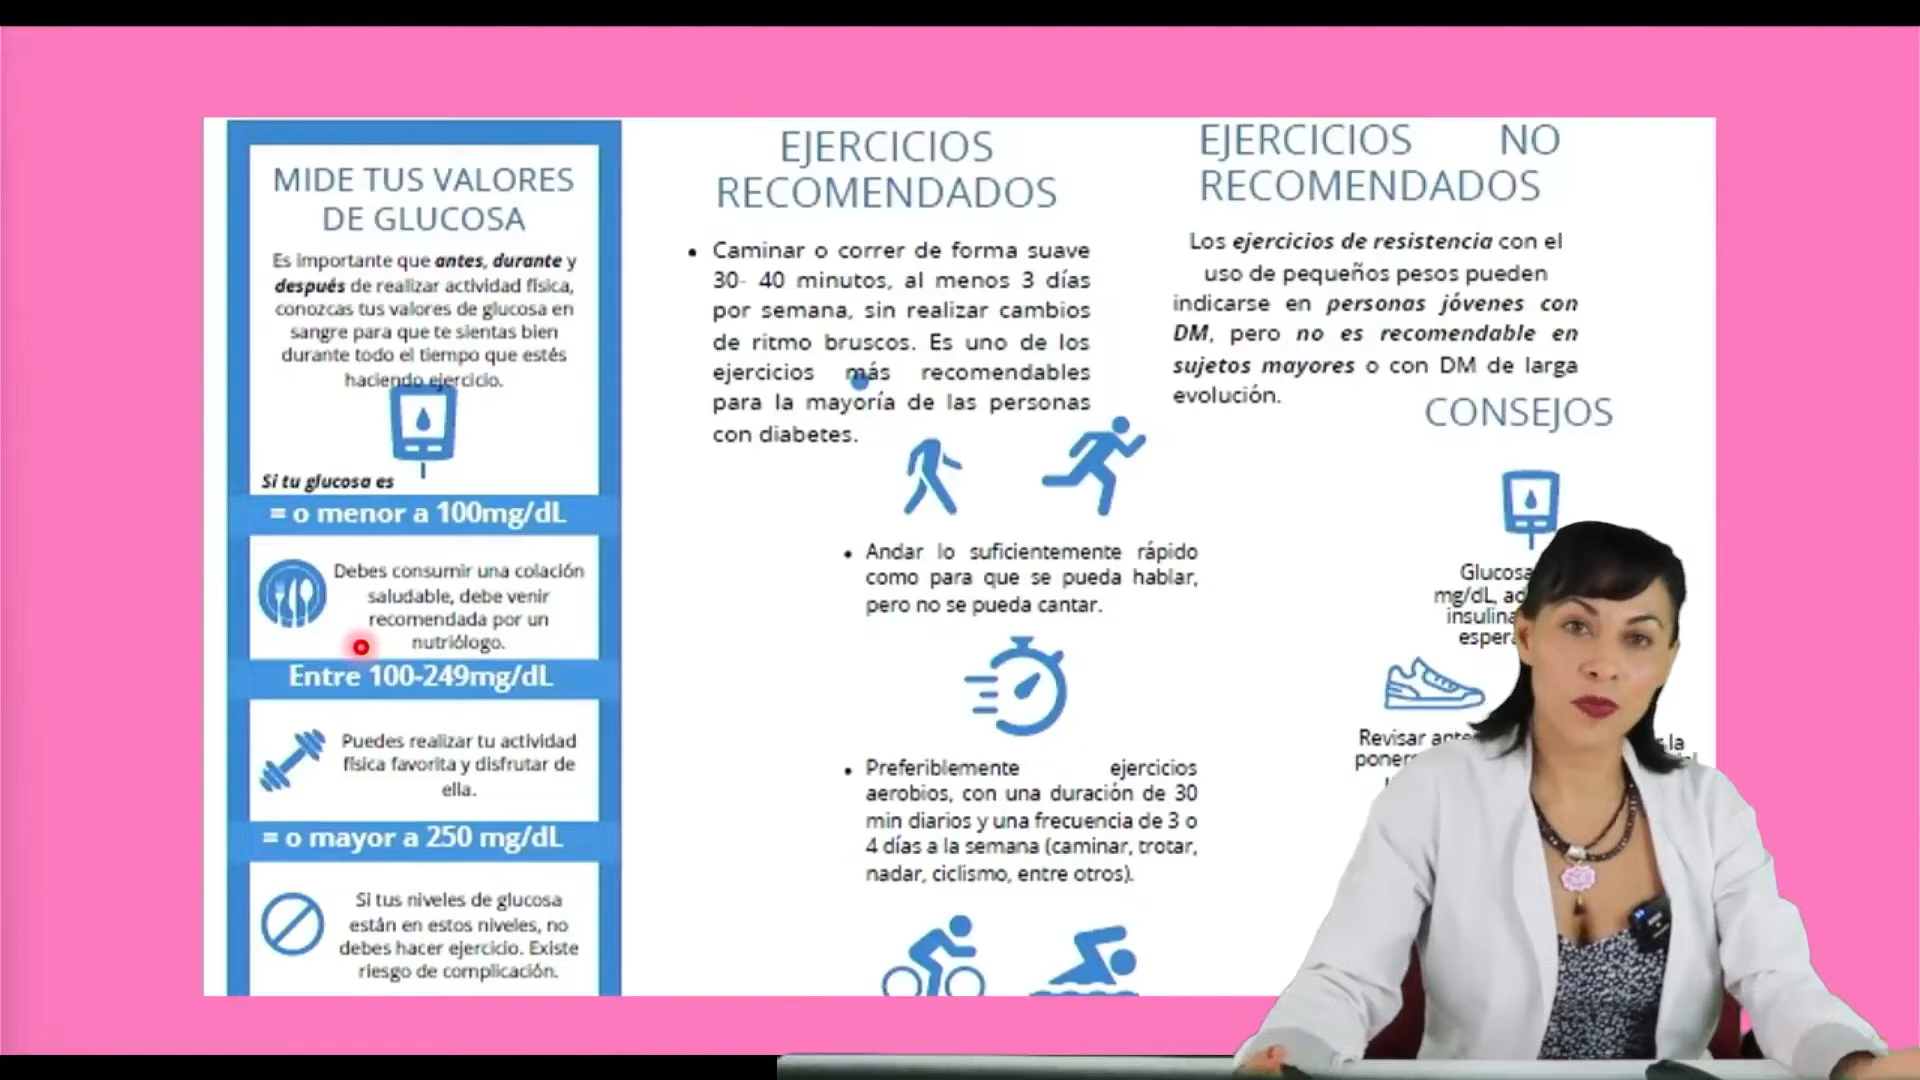 MIDE TUS VALORES
DE GLUCOSA
Es importante que antes, durante y
después de realizar actividad física,
conozcas tus valores de glucosa en
sangre para que te sientas bien
durante todo el tiempo que estés
haciendo ejercicio.
Si tu glucosa es
= o menor a 100mg/dL
Debes consumir una colación
saludable, debe venir
recomendada por un
nutriólogo.
Entre 100-249mg/dL
Puedes realizar tu actividad
física favorita y disfrutar de
ella.
= o mayor a 250 mg/dL
Si tus niveles de glucosa
están en estos niveles, no
debes hacer ejercicio. Existe
riesgo de complicación.
EJERCICIOS
RECOMENDADOS
• Caminar o correr de forma suave
30- 40 minutos, al menos 3 días
por semana, sin realizar cambios
de ritmo bruscos. Es uno de los
ejercicios más recomendables
para la mayoría de las personas
con diabetes.
• Andar lo suficientemente rápido
como para que se pueda hablar,
pero no se pueda cantar.
• Preferiblemente ejercicios
aerobios, con una duración de 30
min diarios y una frecuencia de 3 o
4 días a la semana (caminar, trotar,
nadar, ciclismo, entre otros).
EJERCICIOS NO
RECOMENDADOS
Los ejercicios de resistencia con el
uso de pequeños pesos pueden
indicarse en personas jóvenes con
DM, pero no es recomendable en
sujetos mayores o con DM de larga
evolución.
CONSEJOS
Glucosa
mg/dL,
insulina
Revisar
la